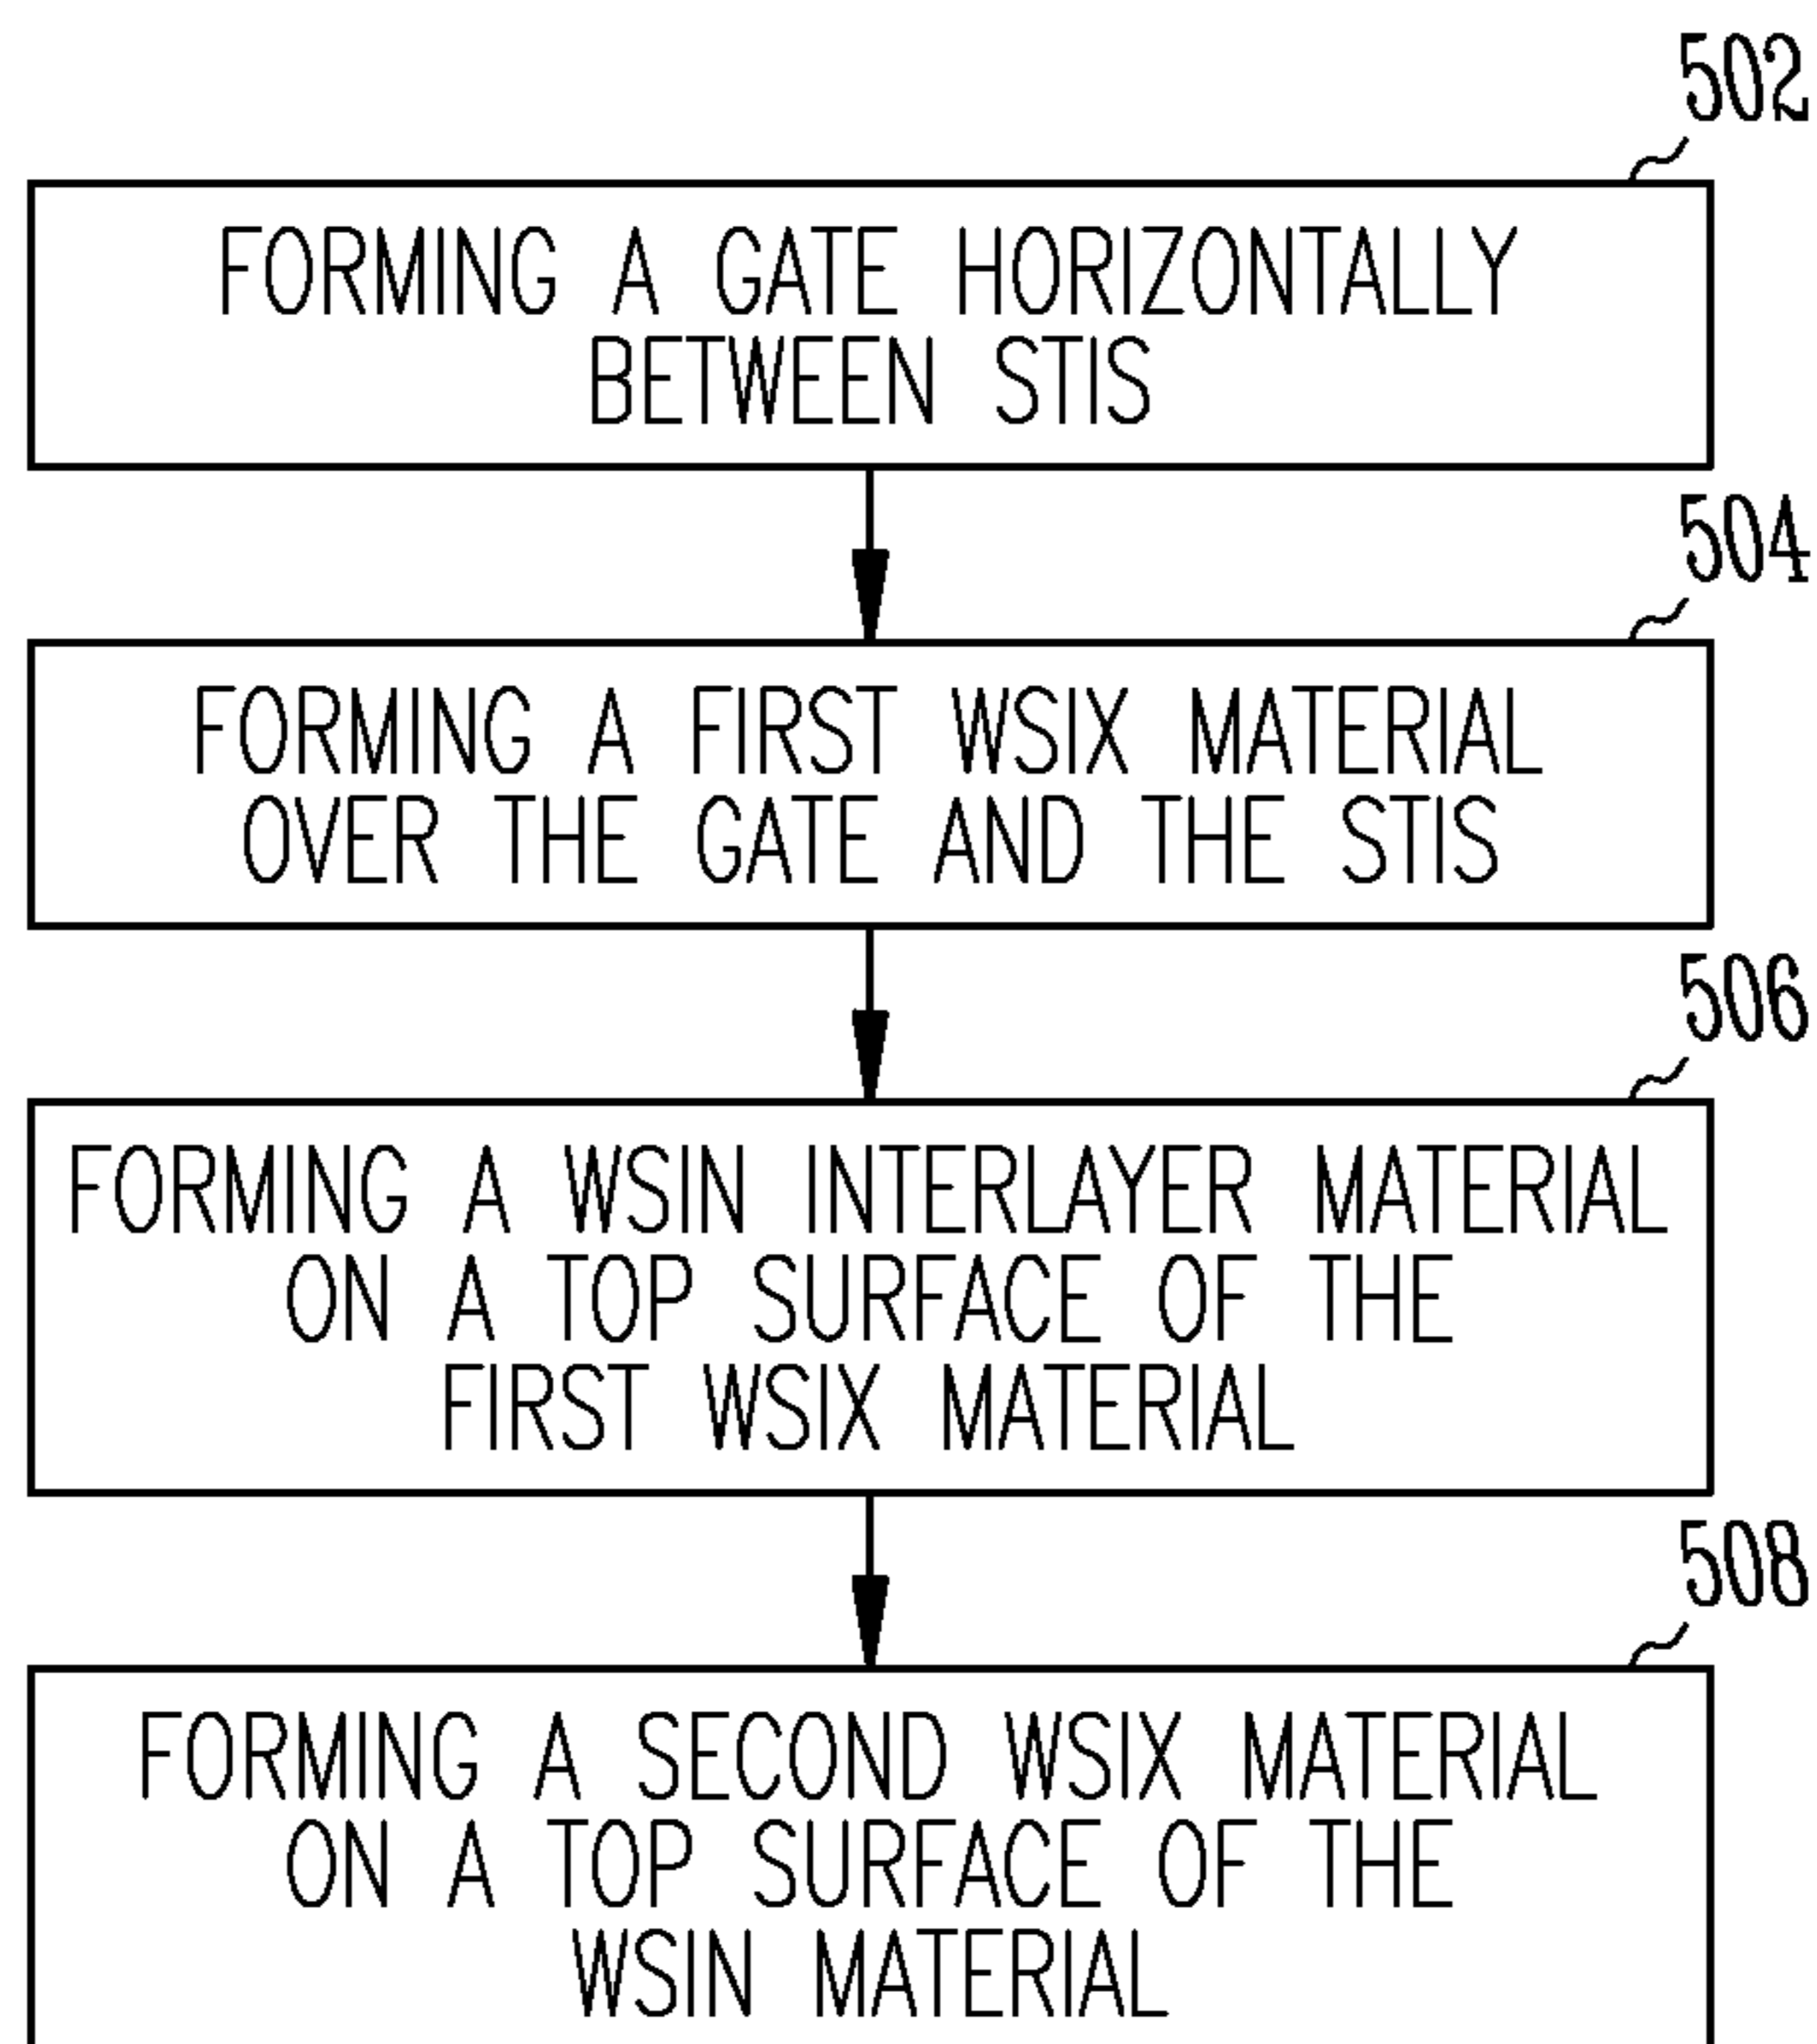 502
FORMING A GATE HORIZONTALLY
BETWEEN STIS
504
FORMING A FIRST WSIX MATERIAL
OVER THE GATE AND THE STIS
506
FORMING A WSIN INTERLAYER MATERIAL
ON A TOP SURFACE OF THE
FIRST WSIX MATERIAL
508
FORMING A SECOND WSIX MATERIAL
ON A TOP SURFACE OF THE
WSIN MATERIAL